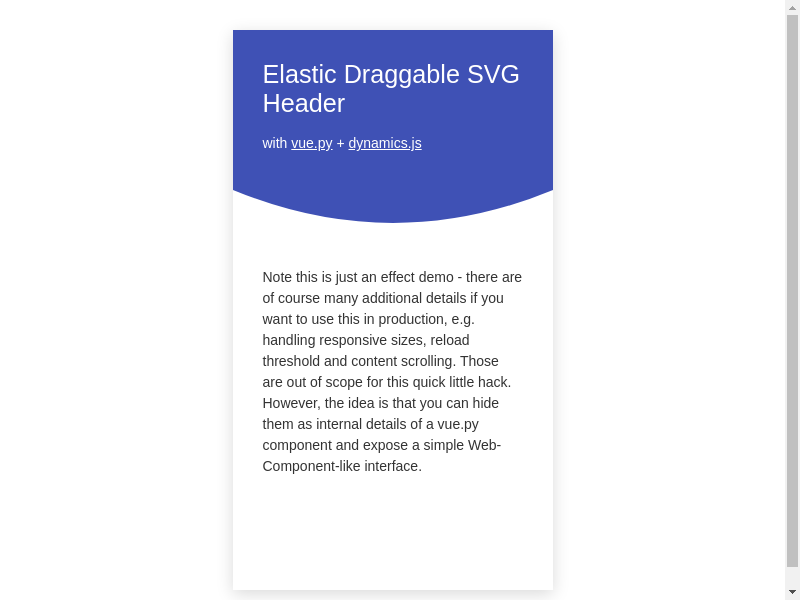 Elastic Draggable SVG
Header
with vue.py + dynamics.js
Note this is just an effect demo - there are
of course many additional details if you
want to use this in production, e.g.
handling responsive sizes, reload
threshold and content scrolling. Those
are out of scope for this quick little hack.
However, the idea is that you can hide
them as internal details of a vue.py
component and expose a simple Web-
Component-like interface.